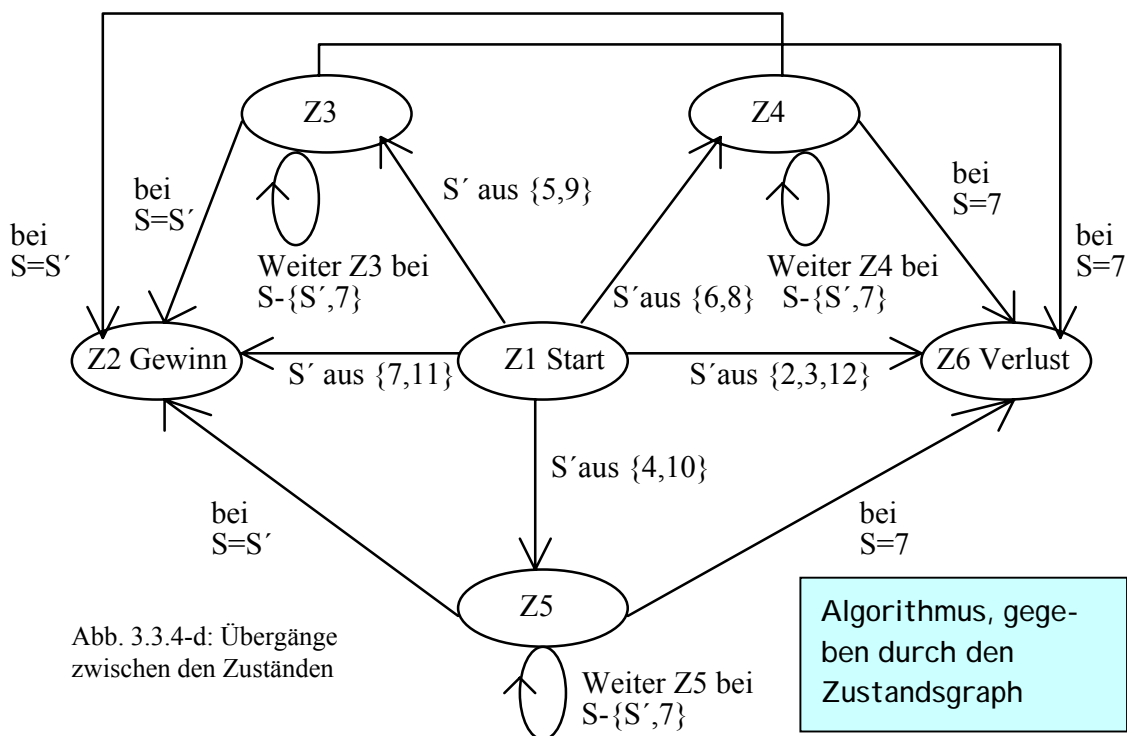 Z3
Z4
S´ aus {5,9}
bei
S=S´
bei
S=7
bei
S=S´
bei
S=7
Weiter Z3 bei
S-{S´,7}
Weiter Z4 bei
S-{S´,7}
S´aus {6,8}
Z2 Gewinn
Z1 Start
Z6 Verlust
S´ aus {7,11}
S´aus {2,3,12}
S´aus {4,10}
bei
S=S´
bei
S=7
Z5
Abb. 3.3.4-d: Übergänge
zwischen den Zuständen
Weiter Z5 bei
S-{S´,7}
Algorithmus, gege-
ben durch den
Zustandsgraph